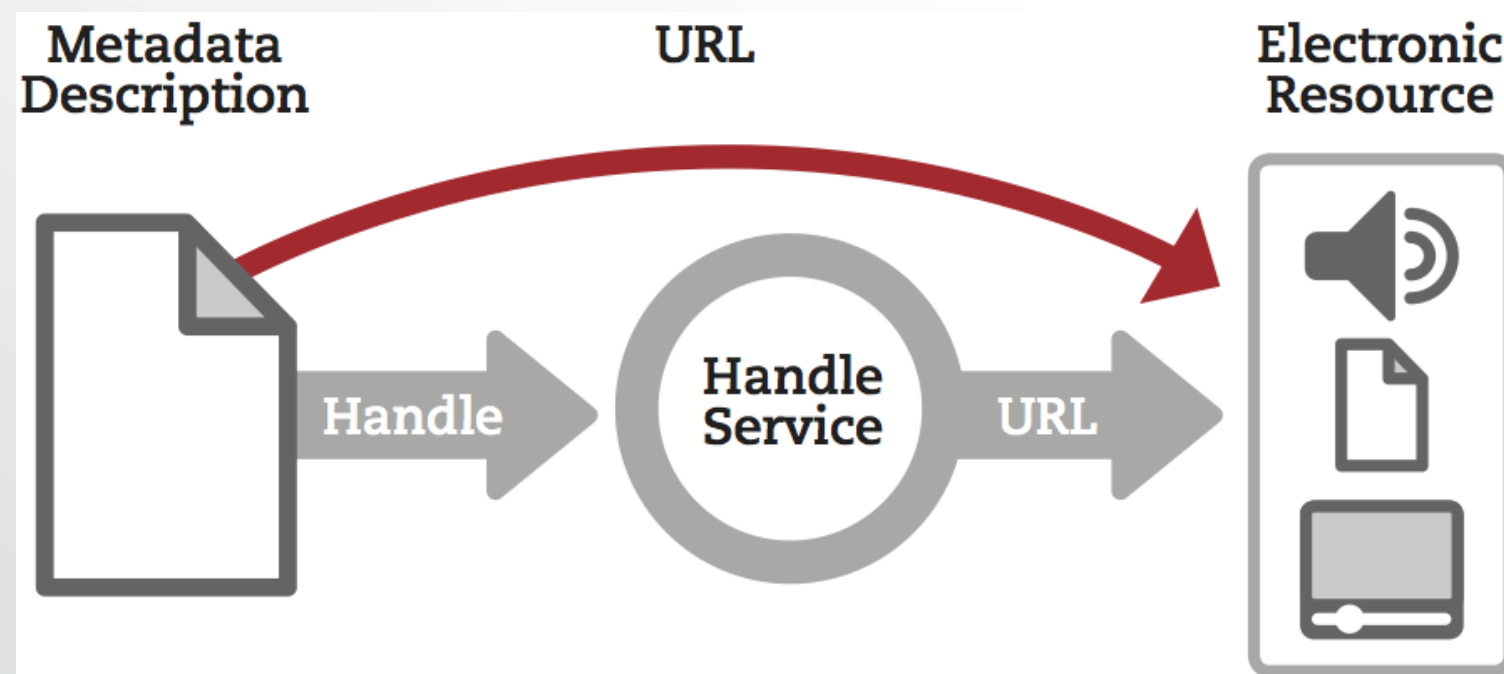 Metadata
Description
URL
Electronic
Resource
Handle
Handle
Service
URL